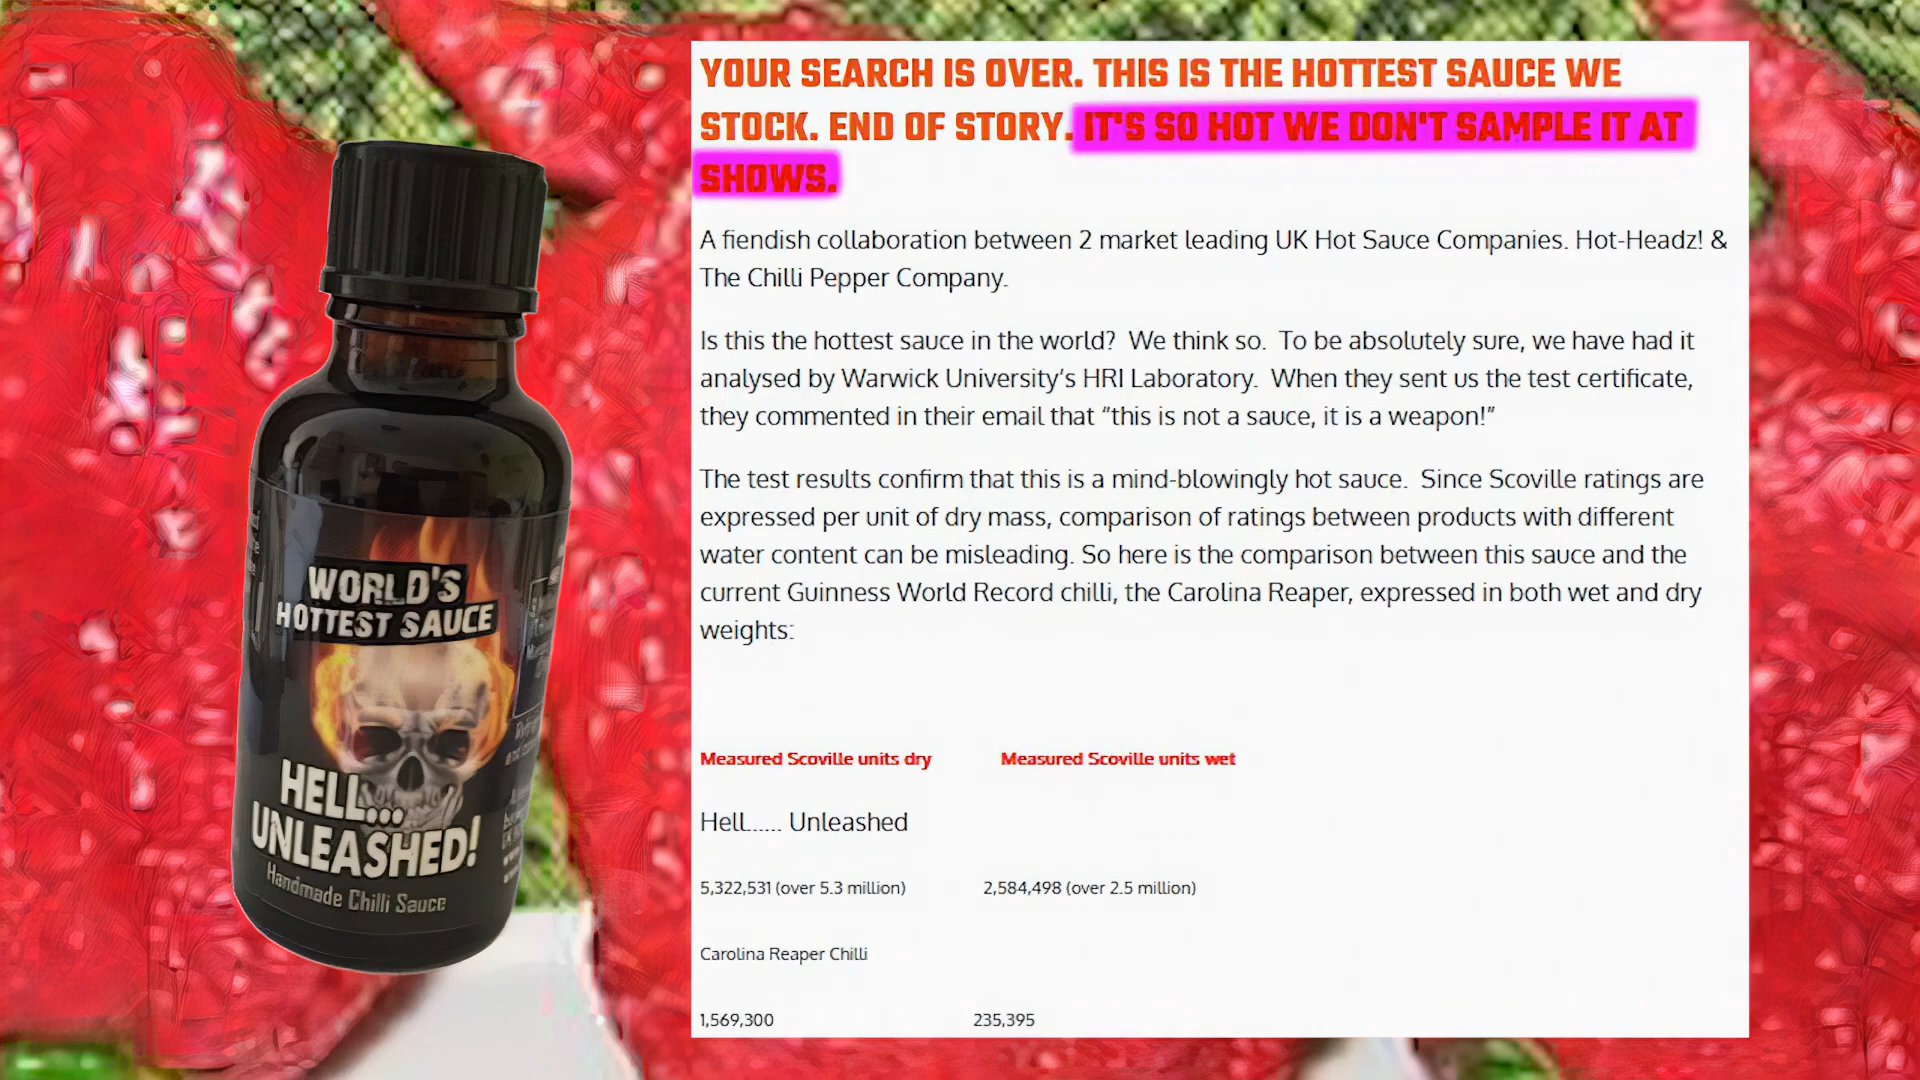 YOUR SEARCH IS OVER. THIS IS THE HOTTEST SAUCE WE
STOCK. END OF STORY. IT'S SO HOT WE DON'T SAMPLE IT AT
SHOWS.
A fiendish collaboration between 2 market leading UK Hot Sauce Companies. Hot-Headz! &
The Chilli Pepper Company.
Is this the hottest sauce in the world?  We think so.  To be absolutely sure, we have had it
analysed by Warwick University's HRI Laboratory.  When they sent us the test certificate,
they commented in their email that “this is not a sauce, it is a weapon!”
The test results confirm that this is a mind-blowingly hot sauce.  Since Scoville ratings are
expressed per unit of dry mass, comparison of ratings between products with different
water content can be misleading. So here is the comparison between this sauce and the
current Guinness World Record chilli, the Carolina Reaper, expressed in both wet and dry
weights:
Measured Scoville units dry Measured Scoville units wet
Hell...... Unleashed
5,322,531 (over 5.3 million) 2,584,498 (over 2.5 million)
Carolina Reaper Chilli
1,569,300 235,395
WORLD'S
HOTTEST SAUCE
HELL...
UNLEASHED!
Handmade Chilli Sauce